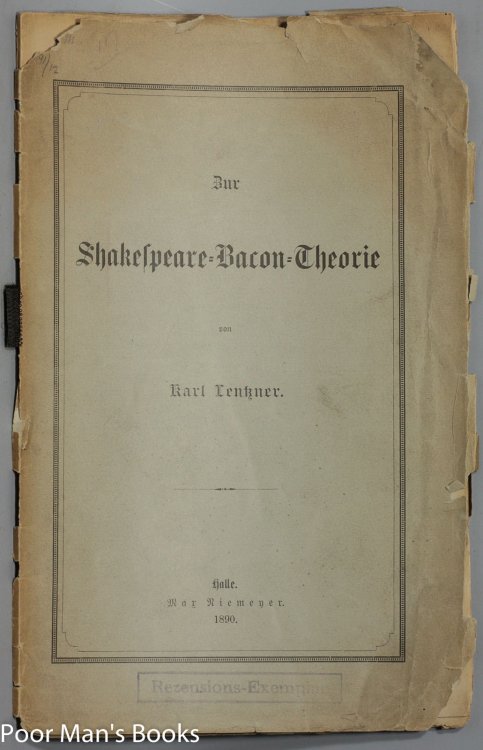 Zur
Shakeſpeare-Bacon-Theorie
von
Karl Lentzner.
Halle.
Max Niemeyer.
1890.
Rezensions-Exemplar
Poor Man's Books